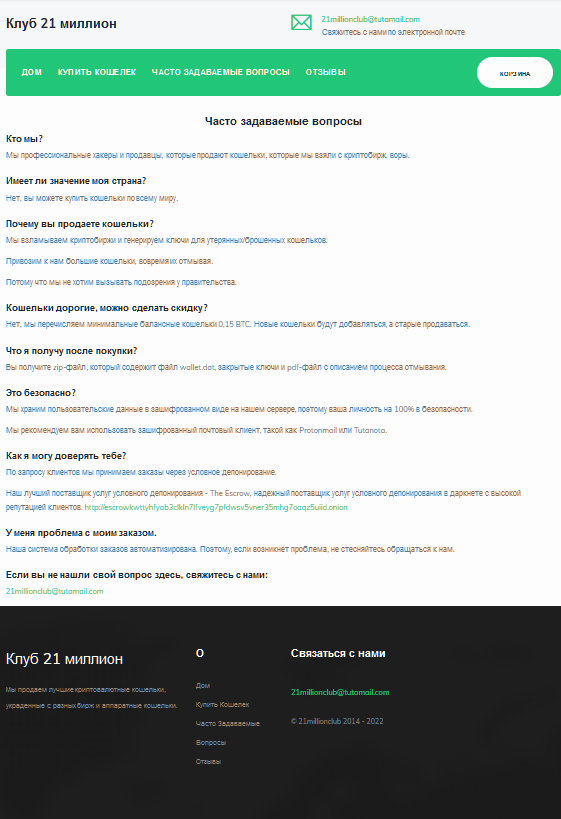 Клуб 21 миллион
21millionclub@tutamail.com
Свяжитесь с нами по электронной почте
ДОМ КУПИТЬ КОШЕЛЕК ЧАСТО ЗАДАВАЕМЫЕ ВОПРОСЫ ОТЗЫВЫ КОРЗИНА
Часто задаваемые вопросы
Кто мы?
Мы профессиональные хакеры и продавцы, которые продают кошельки, которые мы взяли с криптобирж, воры.
Имеет ли значение моя страна?
Нет, вы можете купить кошельки по всему миру.
Почему вы продаете кошельки?
Мы взламываем криптобиржи и генерируем ключи для утерянных/брошенных кошельков.
Привозим к нам большие кошельки, вовремя их отмывая.
Потому что мы не хотим вызывать подозрения у правительства.
Кошельки дорогие, можно сделать скидку?
Нет, мы перечисляем минимальные балансные кошельки 0,15 BTC. Новые кошельки будут добавляться, а старые продаваться.
Что я получу после покупки?
Вы получите zip-файл, который содержит файл wallet.dat, закрытые ключи и pdf-файл с описанием процесса отмывания.
Это безопасно?
Мы храним пользовательские данные в зашифрованном виде на нашем сервере, поэтому ваша личность на 100% в безопасности.
Мы рекомендуем вам использовать зашифрованный почтовый клиент, такой как Protonmail или Tutanota.
Как я могу доверять тебе?
По запросу клиентов мы принимаем заказы через условное депонирование.
Наш лучший поставщик услуг условного депонирования - The Escrow, надежный поставщик услуг условного депонирования в даркнете с высокой
репутацией клиентов.
У меня проблема с моим заказом.
Наша система обработки заказов автоматизирована. Поэтому, если возникнет проблема, не стесняйтесь обращаться к нам.
Если вы не нашли свой вопрос здесь, свяжитесь с нами:
21millionclub@tutamail.com
Клуб 21 миллион
Мы продаем лучшие криптовалютные кошельки,
украденные с разных бирж и аппаратные кошельки.
О
Дом
Купить Кошелек
Часто Задаваемые
Вопросы
Отзывы
Связаться с нами
21millionclub@tutamail.com
© 21millionclub 2014 - 2022